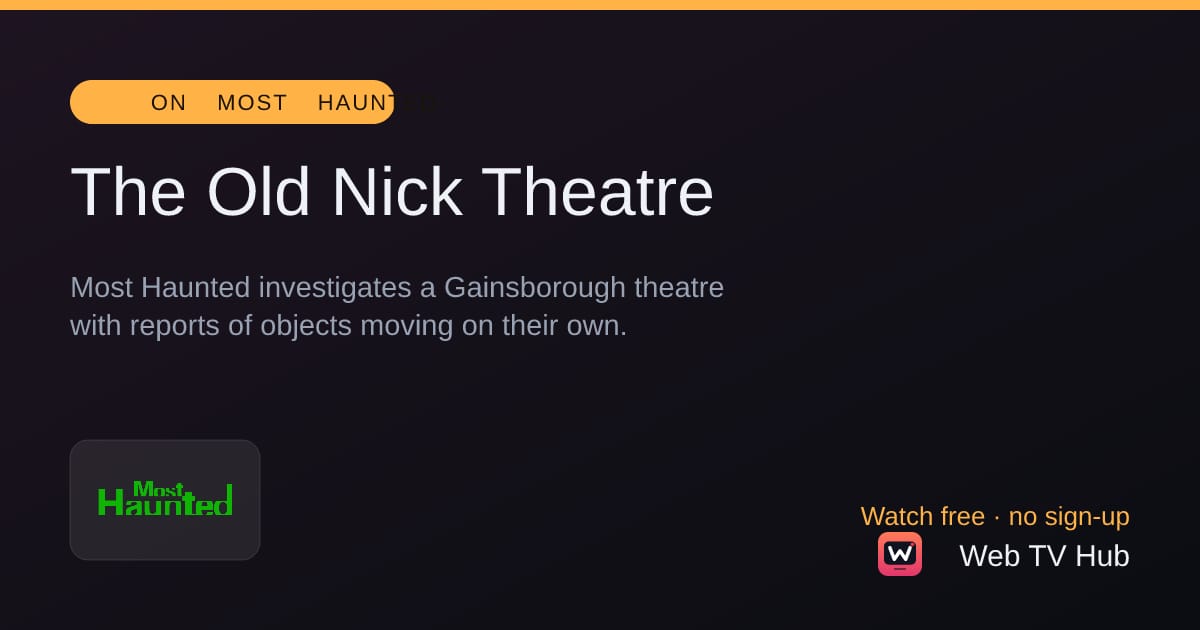 ON MOST HAUNTED
The Old Nick Theatre
Most Haunted investigates a Gainsborough theatre
with reports of objects moving on their own.
Most
Haunted
Watch free · no sign-up
W
Web TV Hub